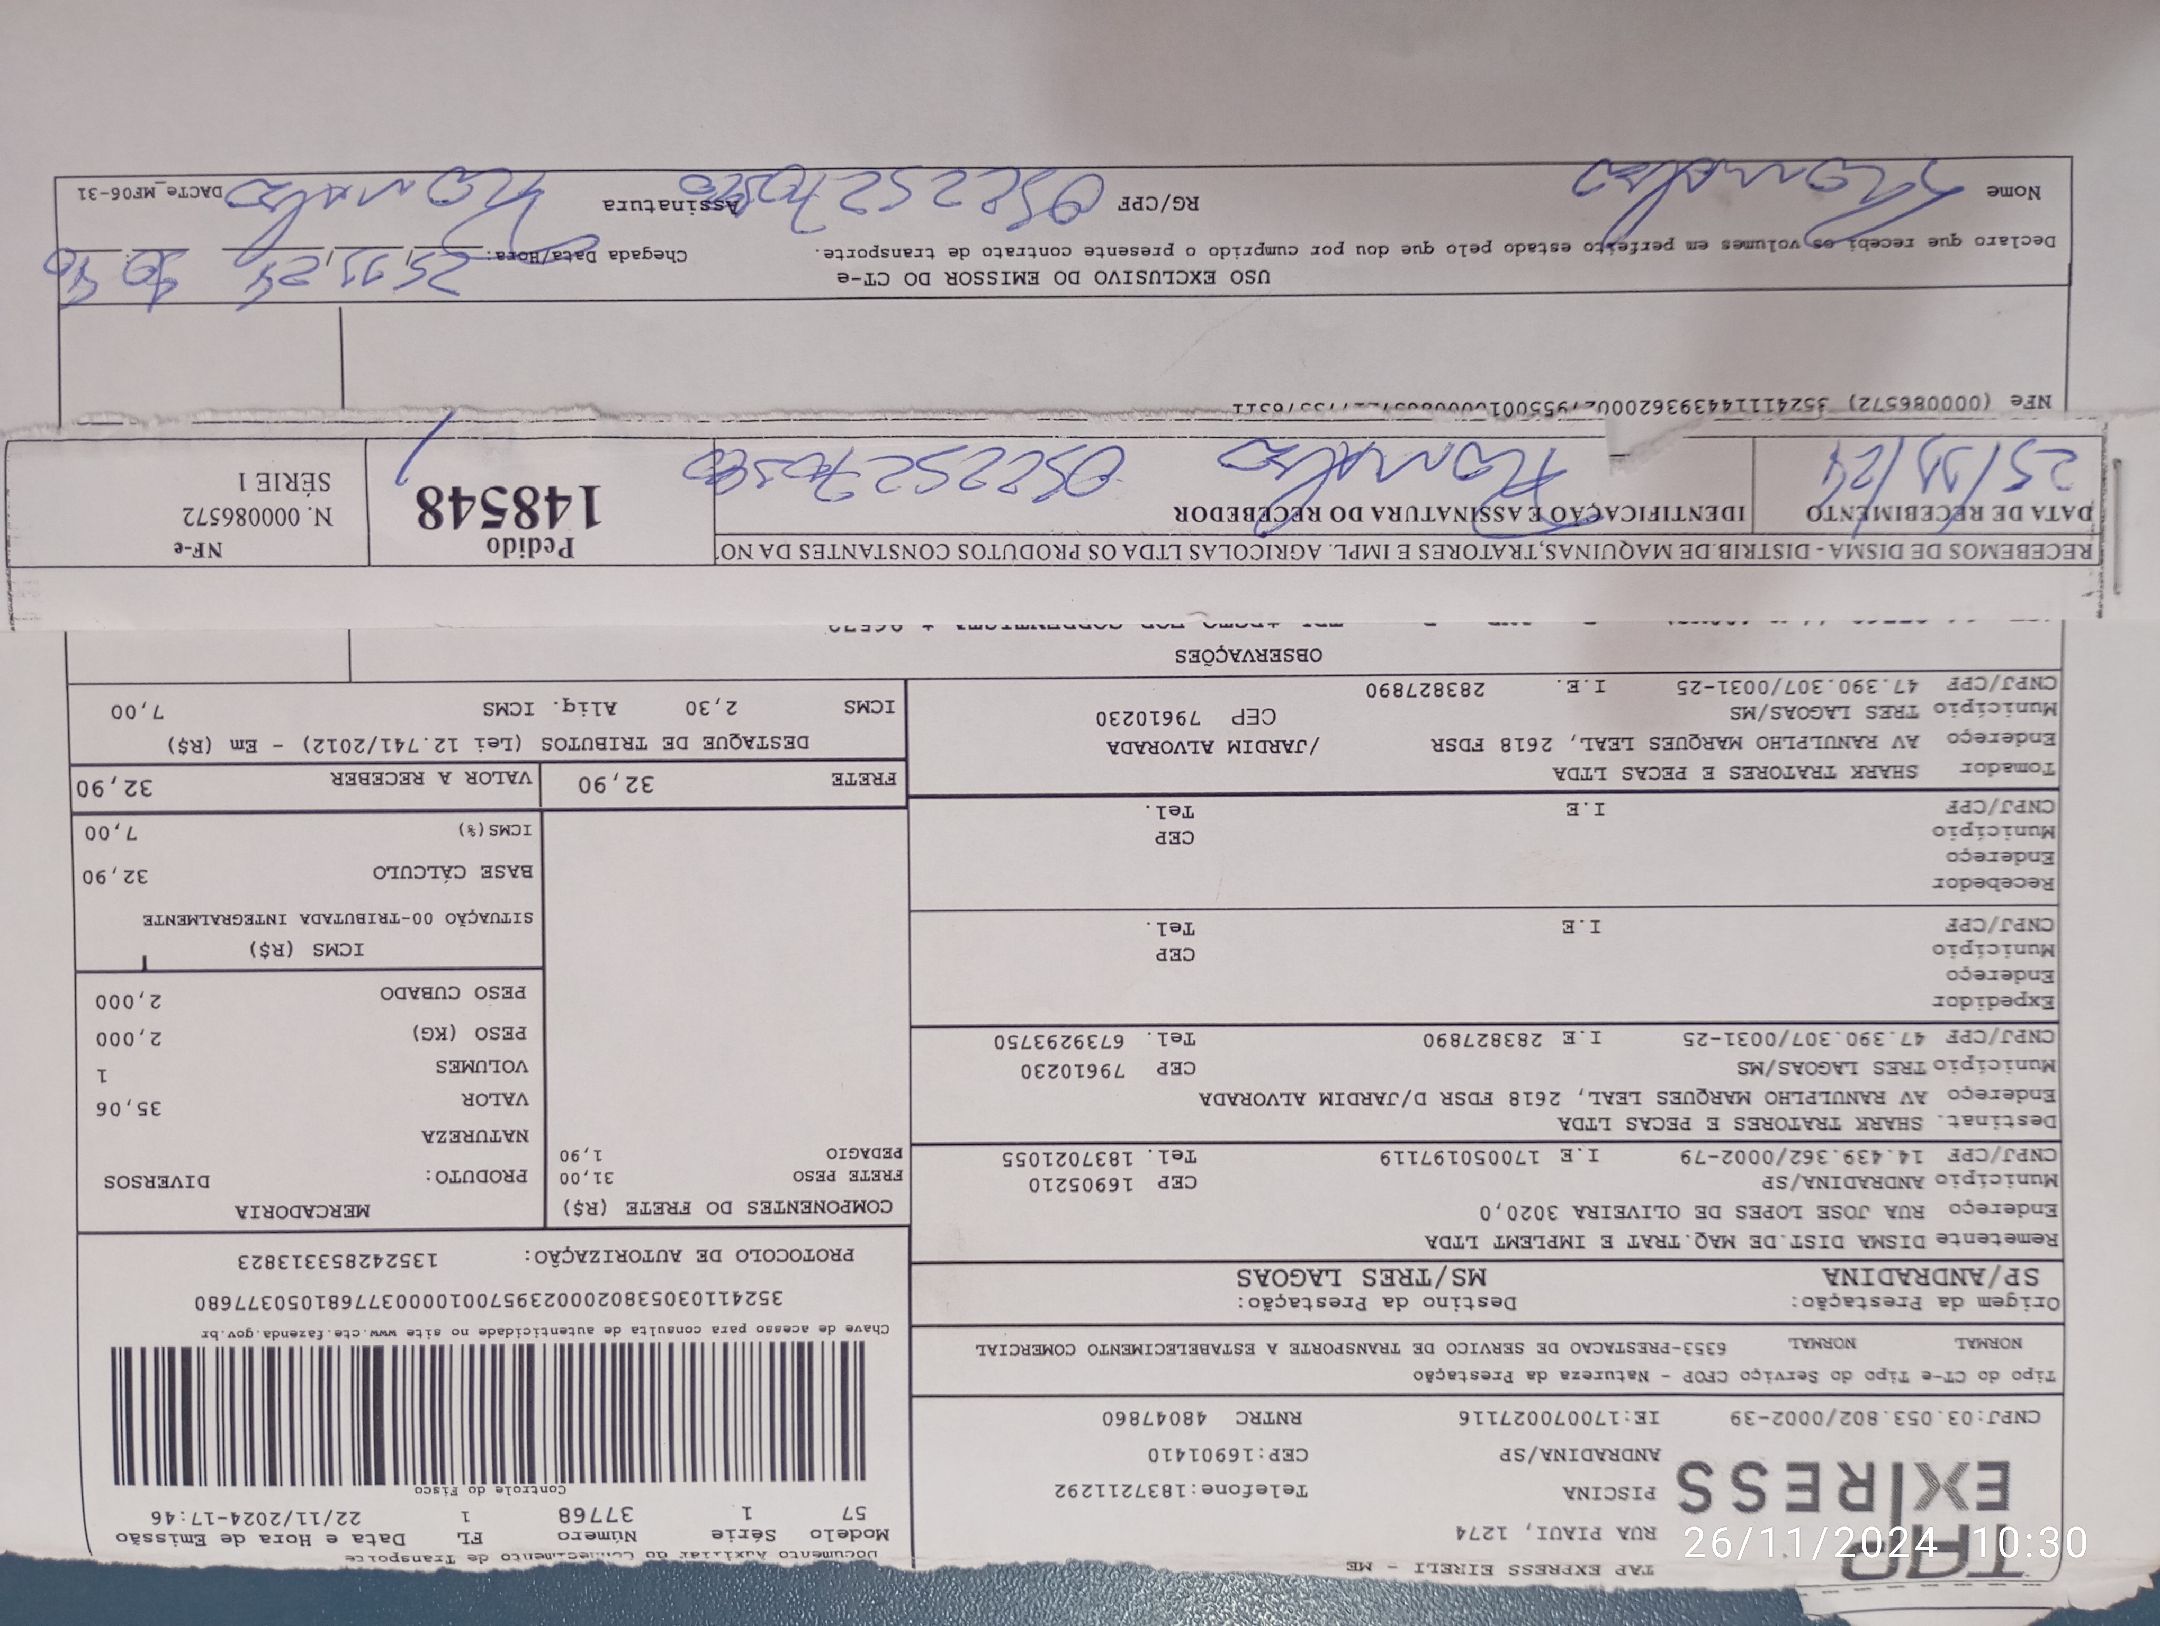 TAP EXPRESS EIRELI - ME
TAP
EXPRESS
RUA PIAUI, 1274
PISCINA
Telefone:1837211292
ANDRADINA/SP
CEP:16901410
CNPJ:03.053.802/0002-39
IE:170070027116
RNTRC 48047860
Documento Auxiliar do Conhecimento de Transporte
Modelo Série Número FL Data e Hora de Emissão
57 1 37768 1 22/11/2024-17:46
Controle do Fisco
Chave de acesso para consulta de autenticidade no site www.cte.fazenda.gov.br
35241103053802000239570010000377681050377680
PROTOCOLO DE AUTORIZAÇÃO: 135242853313823
Tipo do CT-e Tipo do Serviço CFOP - Natureza da Prestação
NORMAL NORMAL 6353-PRESTACAO DE SERVICO DE TRANSPORTE A ESTABELECIMENTO COMERCIAL
Origem da Prestação: Destino da Prestação:
SP/ANDRADINA MS/TRES LAGOAS
Remetente DISMA DIST.DE MAQ.TRAT E IMPLEMT LTDA
Endereço RUA JOSE LOPES DE OLIVEIRA 3020,0
Município ANDRADINA/SP CEP 16905210
CNPJ/CPF 14.439.362/0002-79 I.E 170050197119 Tel. 1837021055
Destinat. SHARK TRATORES E PECAS LTDA
Endereço AV RANULPLHO MARQUES LEAL, 2618 FDSR D/JARDIM ALVORADA
Município TRES LAGOAS/MS CEP 79610230
CNPJ/CPF 47.390.307/0031-25 I.E 283827890 Tel. 6739293750
Expedidor
Endereço
Município CEP
CNPJ/CPF I.E Tel.
Recebedor
Endereço
Município CEP
CNPJ/CPF I.E Tel.
Tomador SHARK TRATORES E PECAS LTDA
Endereço AV RANULPLHO MARQUES LEAL, 2618 FDSR /JARDIM ALVORADA
Município TRES LAGOAS/MS CEP 79610230
CNPJ/CPF 47.390.307/0031-25 I.E. 283827890
COMPONENTES DO FRETE (R$)
FRETE PESO 31,00
PEDAGIO 1,90
MERCADORIA
PRODUTO: DIVERSOS
NATUREZA
VALOR 35,06
VOLUMES 1
PESO (KG) 2,000
PESO CUBADO 2,000
ICMS (R$)
SITUAÇÃO 00-TRIBUTADA INTEGRALMENTE
BASE CÁLCULO 32,90
ICMS(%) 7,00
FRETE 32,90 VALOR A RECEBER 32,90
DESTAQUE DE TRIBUTOS (Lei 12.741/2012) - Em (R$)
ICMS 2,30 Alíq. ICMS 7,00
OBSERVAÇÕES
RECEBEMOS DE DISMA - DISTRIB DE MAQUINAS,TRATORES E IMPL. AGRICOLAS LTDA OS PRODUTOS CONSTANTES DA NO
DATA DE RECEBIMENTO
25/11/24
IDENTIFICAÇÃO E ASSINATURA DO RECEBEDOR
Pedido
148548
NF-e
N. 000086572
SÉRIE 1
NFe (000086572)
USO EXCLUSIVO DO EMISSOR DO CT-e
Declaro que recebi os volumes em perfeito estado pelo que dou por cumprido o presente contrato de transporte.
Chegada Data/Hora: 25,11,24 10:40
Nome
RG/CPF
Assinatura
DACTe_MF06-31
26/11/2024 10:30